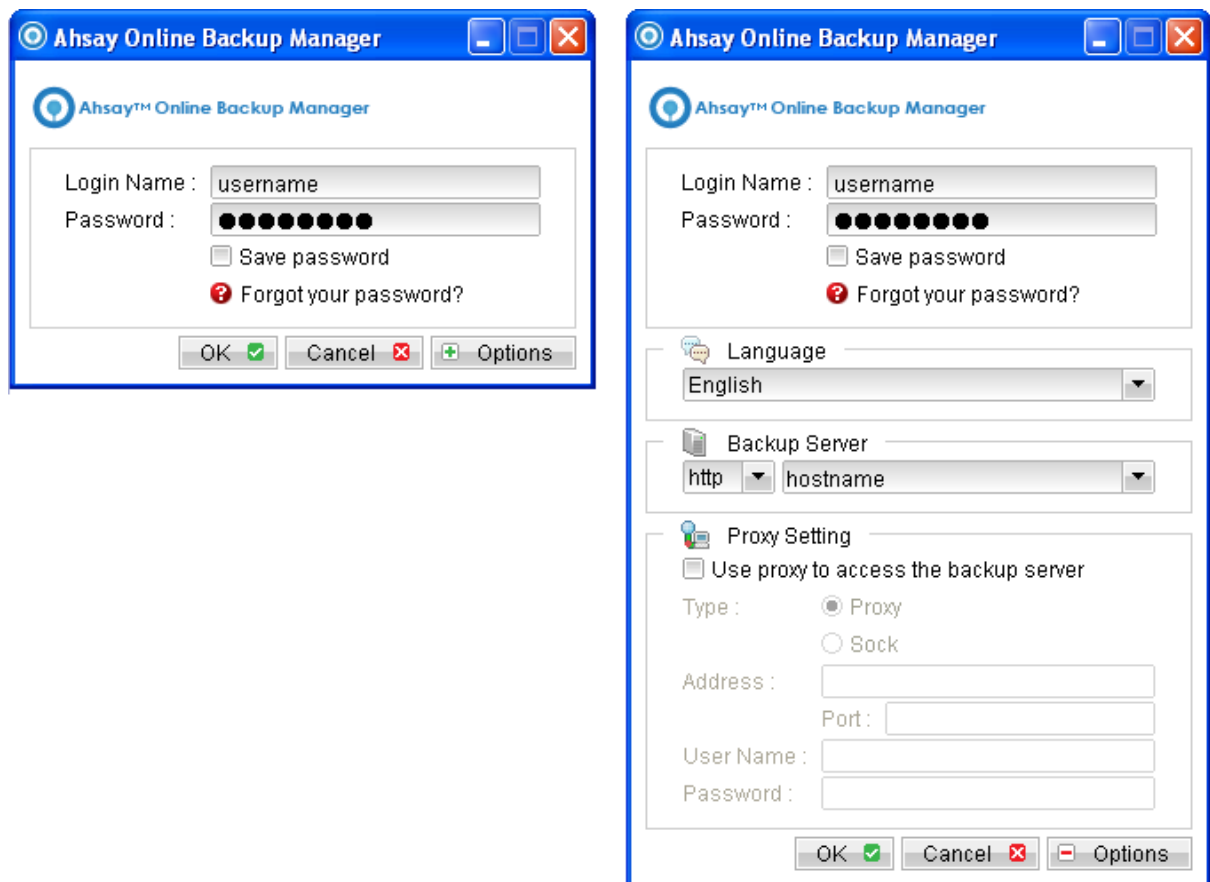 Ahsay Online Backup Manager
Ahsay™ Online Backup Manager
Login Name : username
Password : ●●●●●●●●
Save password
Forgot your password?
OK Cancel Options
Ahsay Online Backup Manager
Ahsay™ Online Backup Manager
Login Name : username
Password : ●●●●●●●●
Save password
Forgot your password?
Language
English
Backup Server
http hostname
Proxy Setting
Use proxy to access the backup server
Type : Proxy
Sock
Address :
Port :
User Name :
Password :
OK Cancel Options